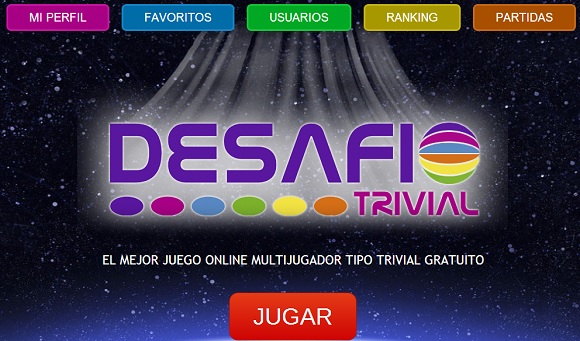 MI PERFIL
FAVORITOS
USUARIOS
RANKING
PARTIDAS
DESAFIO
TRIVIAL
EL MEJOR JUEGO ONLINE MULTIJUGADOR TIPO TRIVIAL GRATUITO
JUGAR